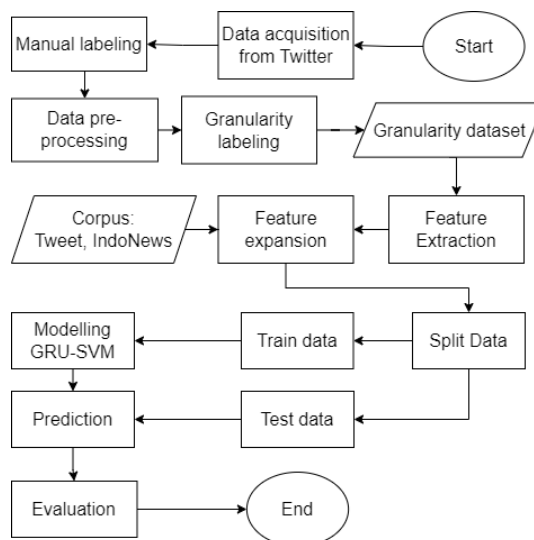 Manual labeling
Data acquisition
from Twitter
Start
Data pre-
processing
Granularity
labeling
Granularity dataset
Corpus:
Tweet, IndoNews
Feature
expansion
Feature
Extraction
Modelling
GRU-SVM
Train data
Split Data
Prediction
Test data
Evaluation
End